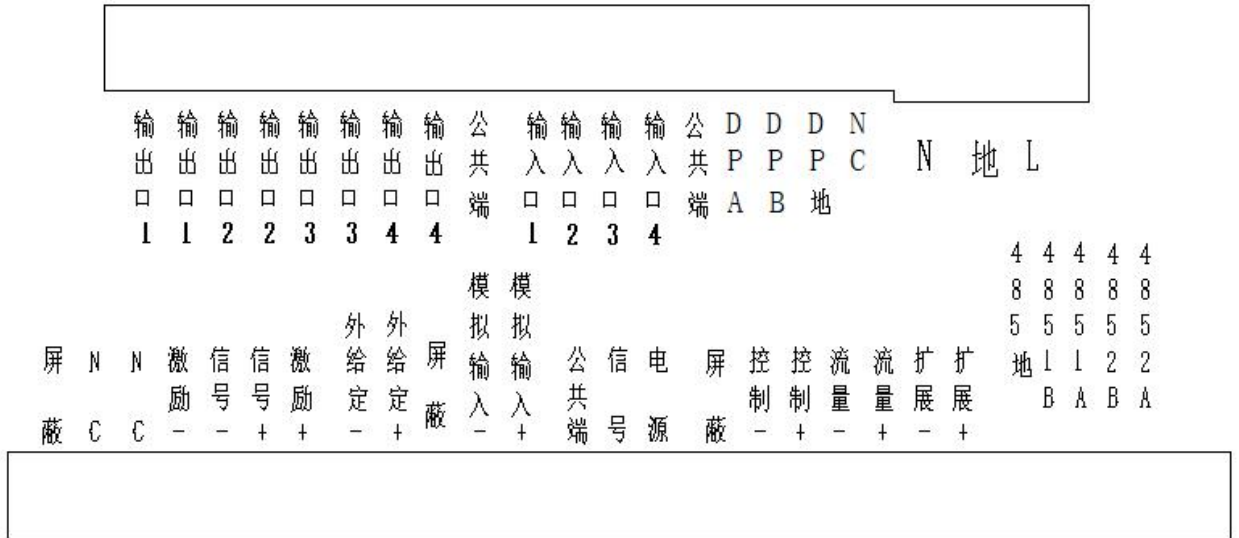 输出口1
输出口1
输出口2
输出口2
输出口3
输出口3
输出口4
输出口4
公共端
输入口1
输入口2
输入口3
输入口4
公共端
DPA
DPB
DP地
NC
N
地
L
屏蔽
NC
NC
激励-
信号-
信号+
激励+
外给定-
外给定+
屏蔽
模拟输入-
模拟输入+
公共端
信号
电源
屏蔽
控制-
控制+
流量-
流量+
扩展-
扩展+
485地
4851B
4851A
4852B
4852A